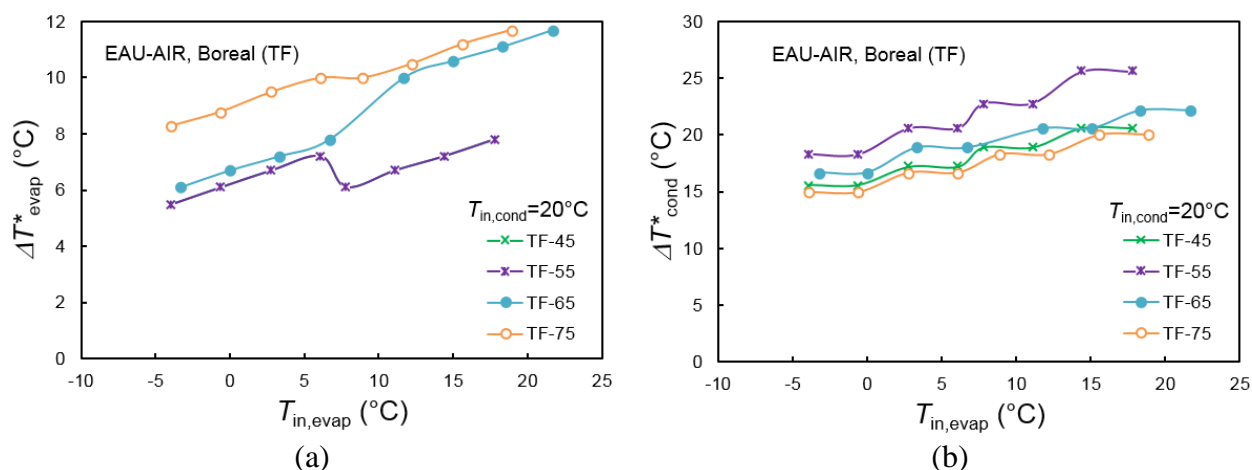 12
10
8
6
4
2
0
ΔT*evap (°C)
EAU-AIR, Boreal (TF)
Tin,cond=20°C
TF-45
TF-55
TF-65
TF-75
-10 -5 0 5 10 15 20 25
Tin,evap (°C)
(a)
30
25
20
15
10
5
0
ΔT*cond (°C)
EAU-AIR, Boreal (TF)
Tin,cond=20°C
TF-45
TF-55
TF-65
TF-75
-10 -5 0 5 10 15 20 25
Tin,evap (°C)
(b)